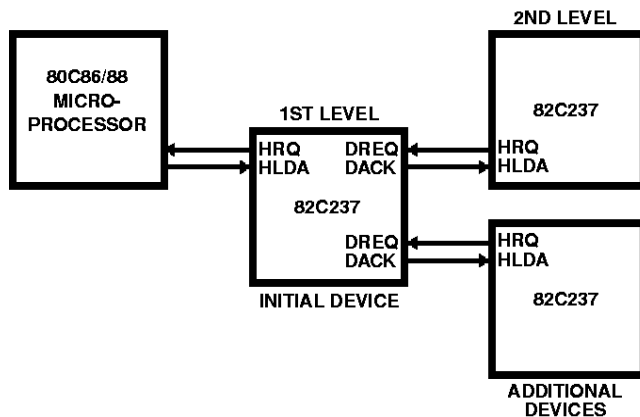 2ND LEVEL
80C86/88
MICRO-
PROCESSOR
1ST LEVEL
82C237
HRQ
HLDA
DREQ
DACK
HRQ
HLDA
82C237
DREQ
DACK
HRQ
HLDA
INITIAL DEVICE
82C237
ADDITIONAL
DEVICES